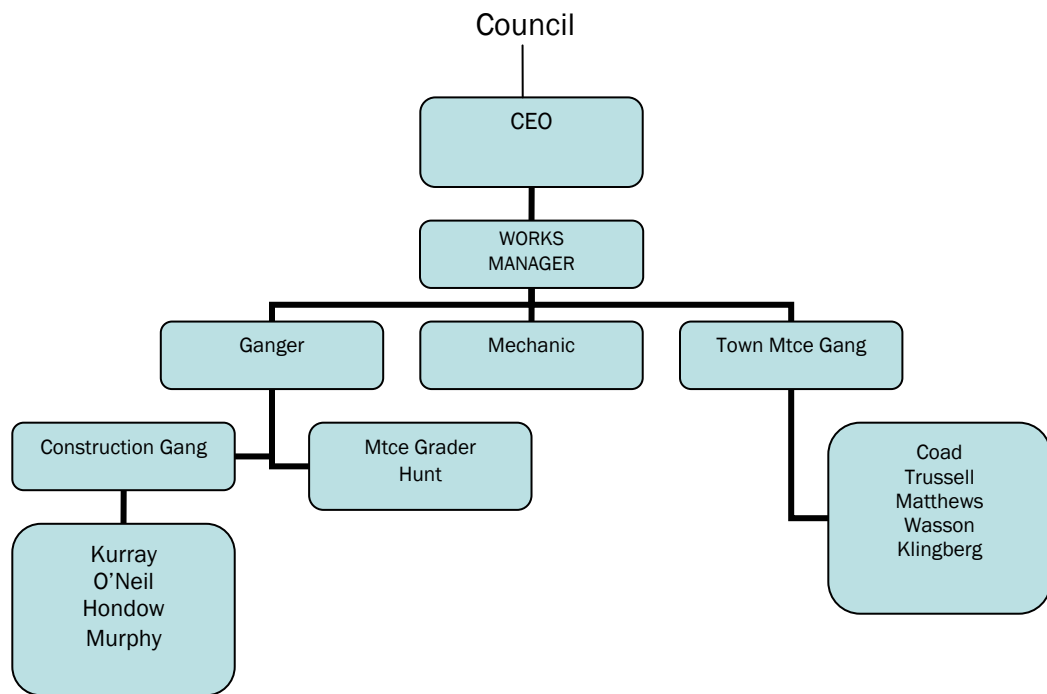 Council
CEO
WORKS
MANAGER
Ganger
Mechanic
Town Mtce Gang
Construction Gang
Mtce Grader
Hunt
Coad
Trussell
Matthews
Wasson
Klingberg
Kurray
O’Neil
Hondow
Murphy